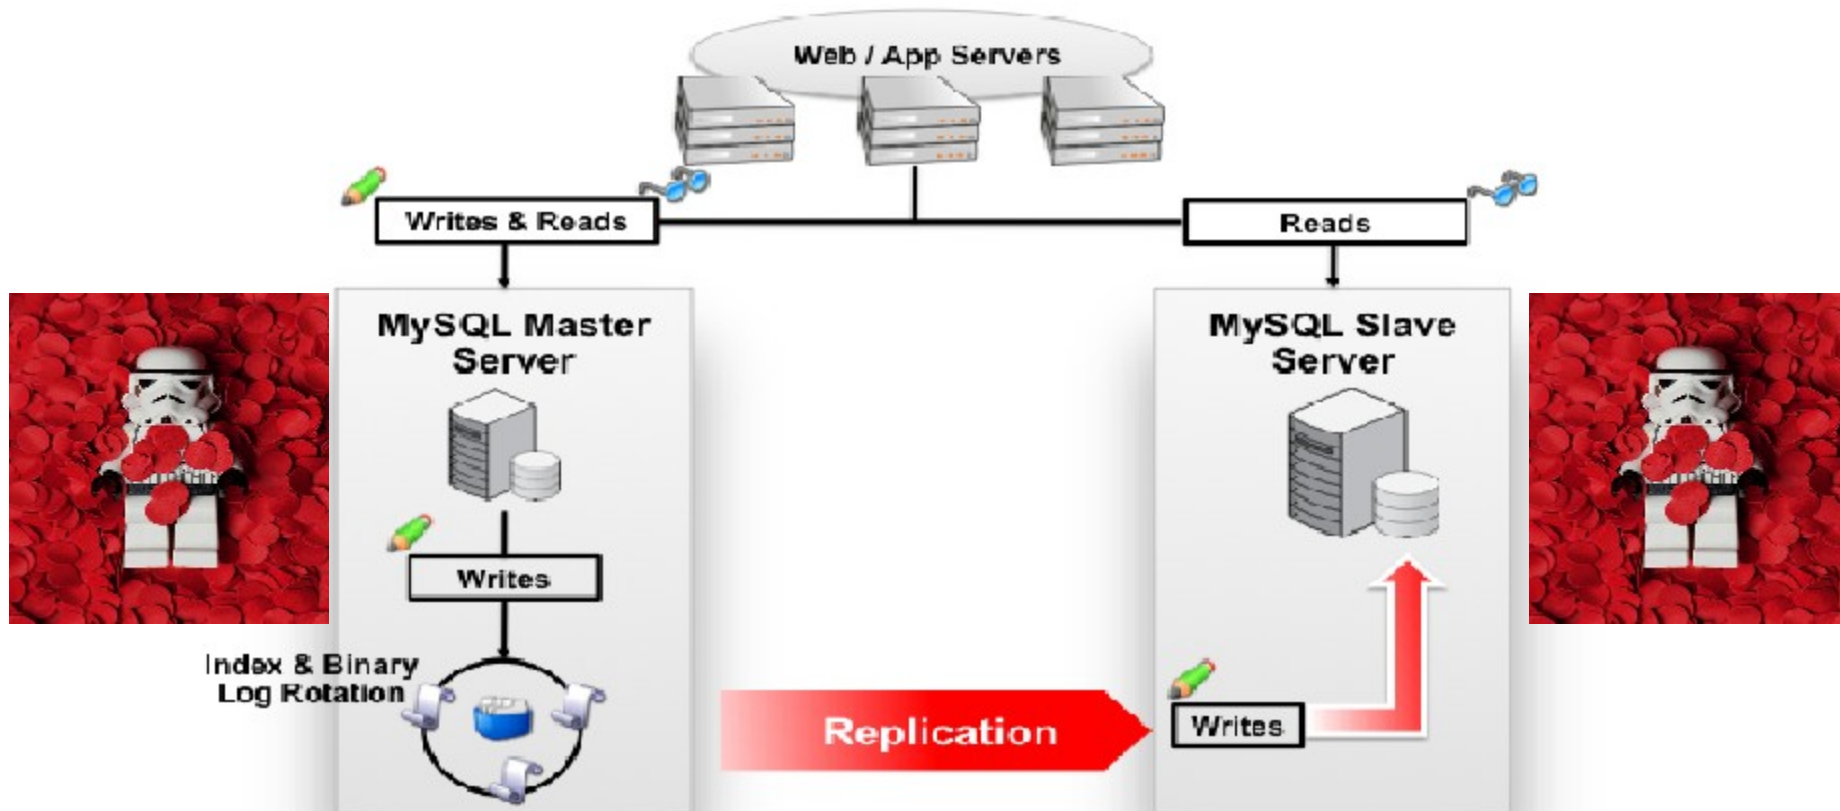 Web / App Servers
Writes & Reads
Reads
MySQL Master
Server
MySQL Slave
Server
Writes
Index & Binary
Log Rotation
Replication
Writes